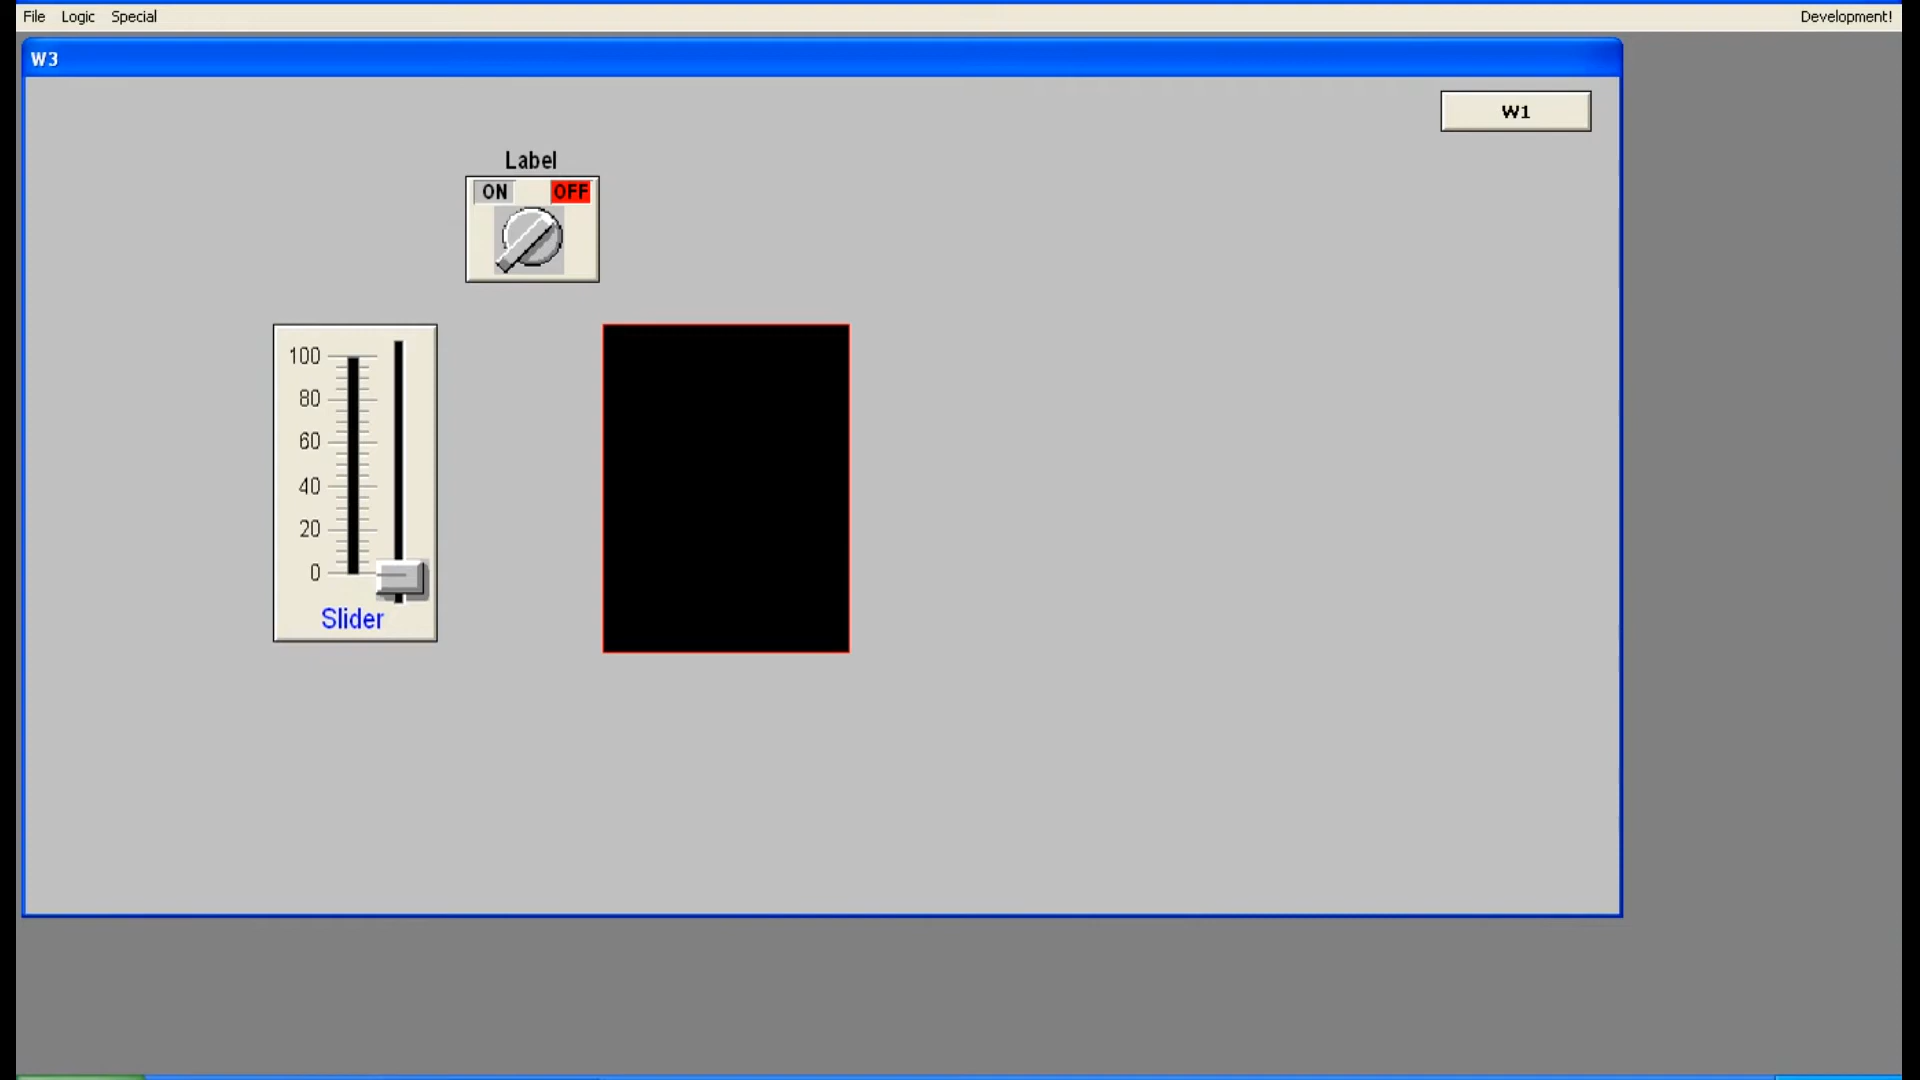 File Logic Special Development!
W3
W1
Label
ON OFF
100
80
60
40
20
0
Slider